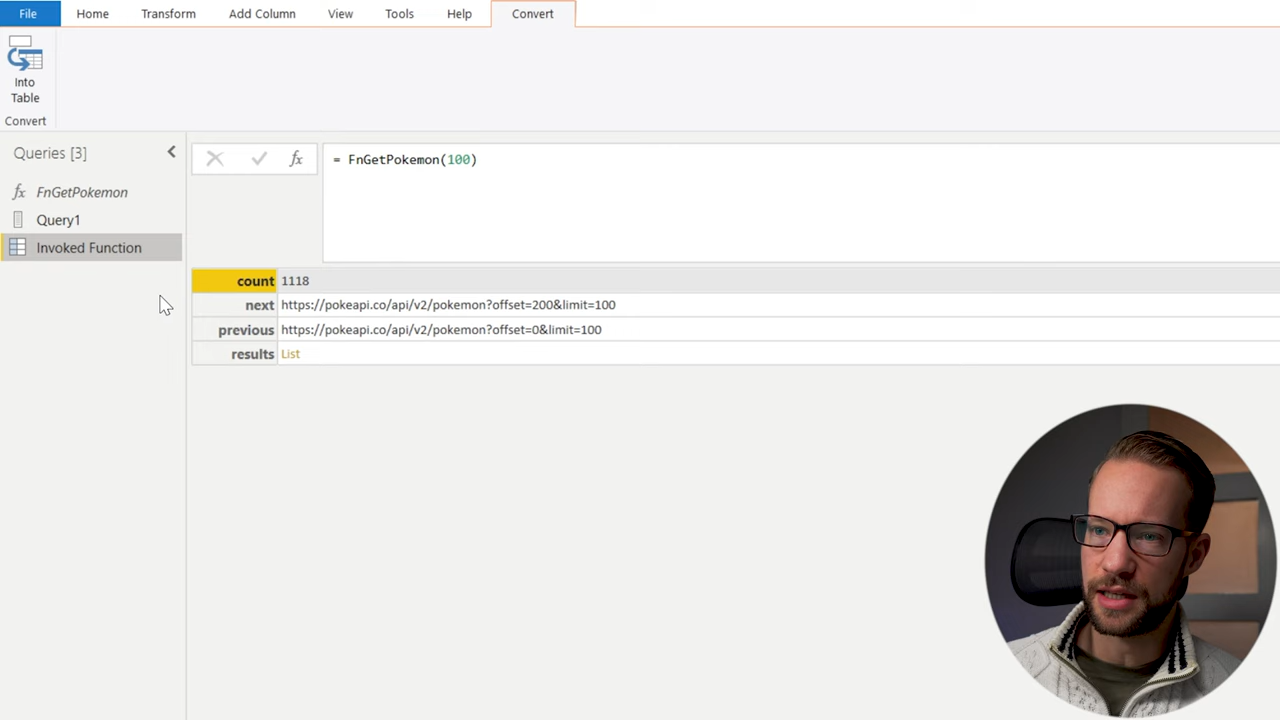 File Home Transform Add Column View Tools Help Convert
Into
Table
Convert
Queries [3]
fx FnGetPokemon
Query1
Invoked Function
fx = FnGetPokemon(100)
count 1118
next https://pokeapi.co/api/v2/pokemon?offset=200&limit=100
previous https://pokeapi.co/api/v2/pokemon?offset=0&limit=100
results List